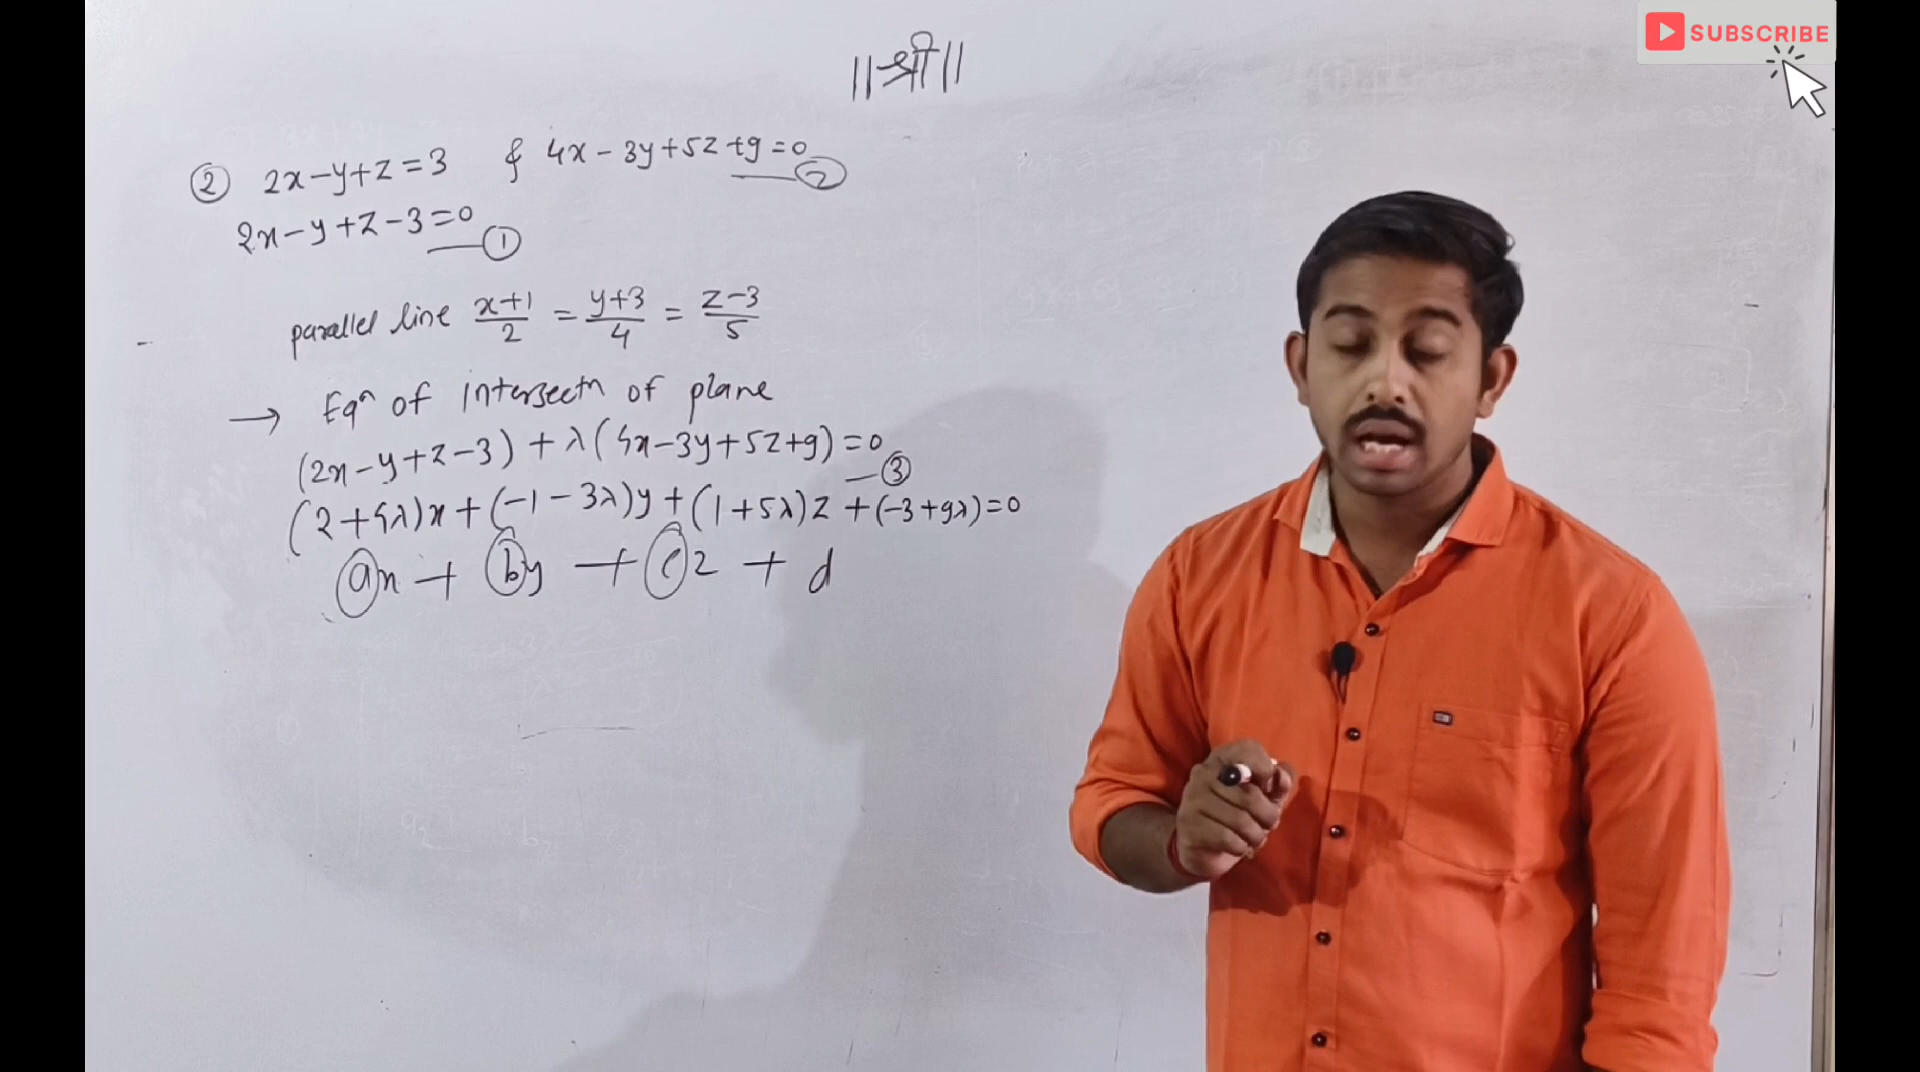 SUBSCRIBE
||श्री||
② 2x-y+z=3 & 4x-3y+5z+9=0 —②
2x-y+z-3=0 —①
parallel line x+1/2 = y+3/4 = z-3/5
→ Eqⁿ of intersectn of plane
(2x-y+z-3)+λ(4x-3y+5z+9)=0 —③
(2+4λ)x+(-1-3λ)y+(1+5λ)z+(-3+9λ)=0
ax + by + cz + d